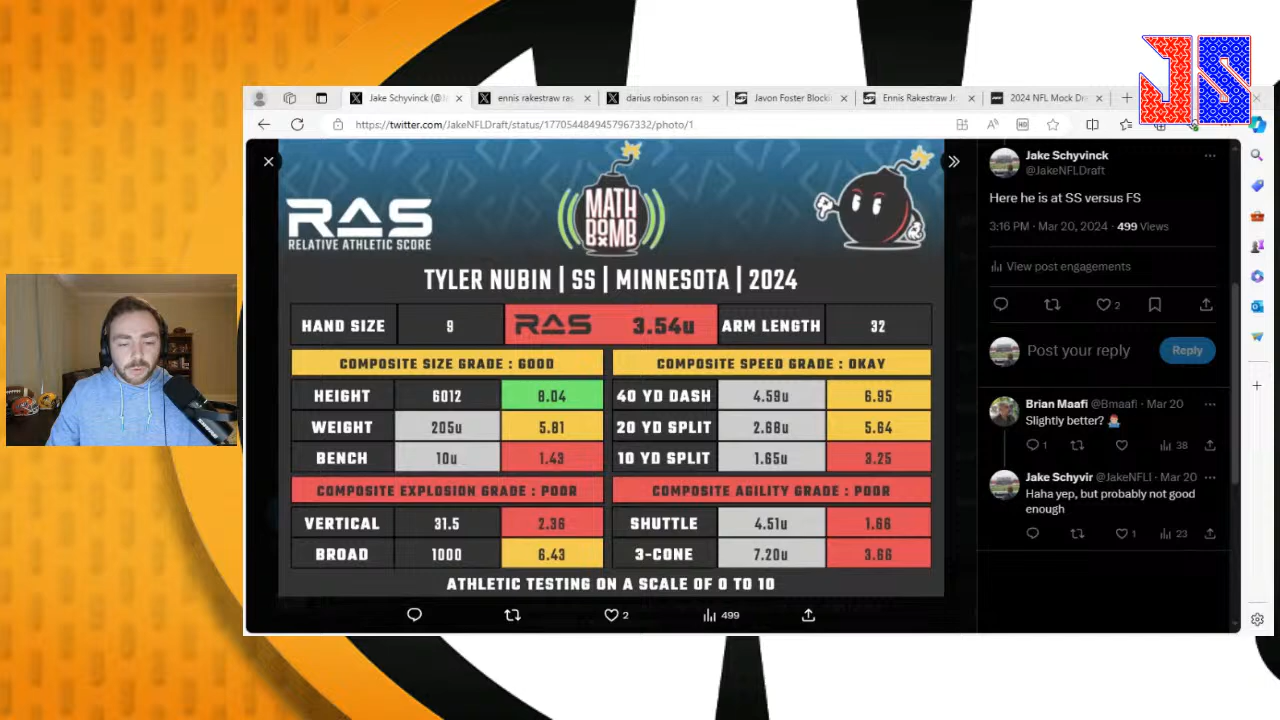 JS
Jake Schyvinck (@
ennis rakestraw ras
darius robinson ras
Javon Foster Blocki
Ennis Rakestraw Jr.
2024 NFL Mock Dr
https://twitter.com/JakeNFLDraft/status/1770544849457967332/photo/1
RAS
RELATIVE ATHLETIC SCORE
MATH
BOMB
TYLER NUBIN | SS | MINNESOTA | 2024
HAND SIZE 9 RAS 3.54u ARM LENGTH 32
COMPOSITE SIZE GRADE : GOOD COMPOSITE SPEED GRADE : OKAY
HEIGHT 6012 8.04 40 YD DASH 4.59u 6.95
WEIGHT 205u 5.81 20 YD SPLIT 2.68u 5.64
BENCH 10u 1.43 10 YD SPLIT 1.65u 3.25
COMPOSITE EXPLOSION GRADE : POOR COMPOSITE AGILITY GRADE : POOR
VERTICAL 31.5 2.36 SHUTTLE 4.51u 1.66
BROAD 1000 6.43 3-CONE 7.20u 3.66
ATHLETIC TESTING ON A SCALE OF 0 TO 10
2 499
Jake Schyvinck
@JakeNFLDraft
Here he is at SS versus FS
3:16 PM · Mar 20, 2024 · 499 Views
View post engagements
2
Post your reply Reply
Brian Maafi @Bmaafi · Mar 20
Slightly better?
1 38
Jake Schyvir @JakeNFLI · Mar 20
Haha yep, but probably not good
enough
1 23